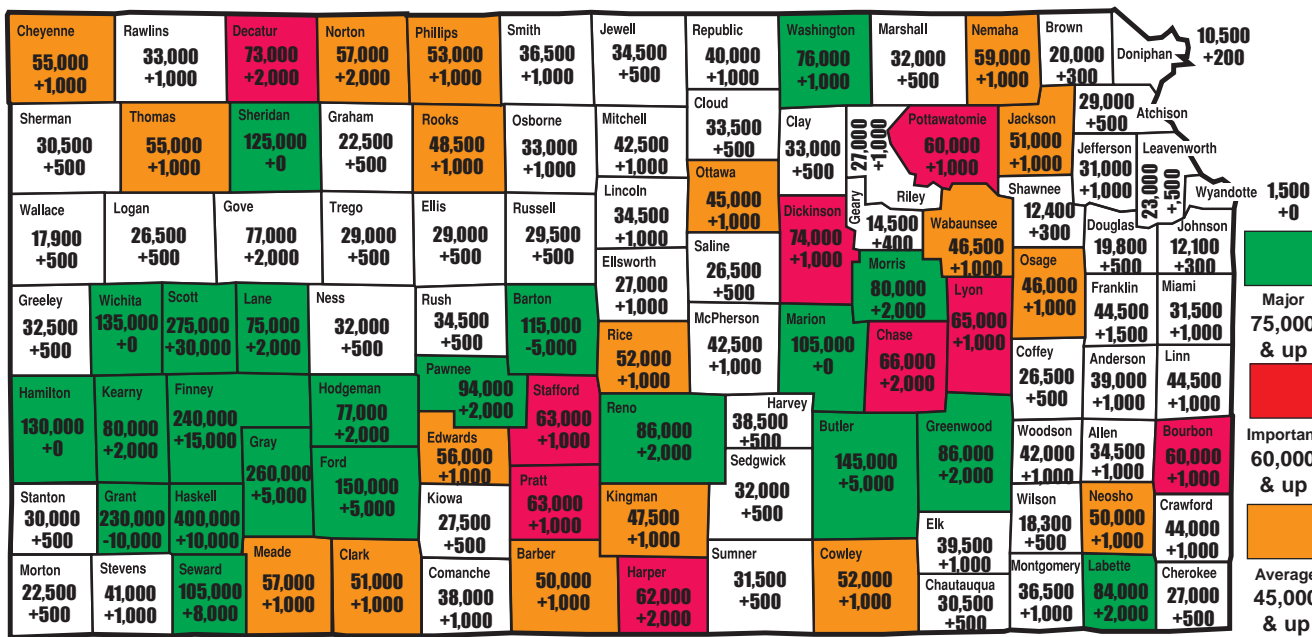 Cheyenne
55,000
+1,000
Rawlins
33,000
+1,000
Decatur
73,000
+2,000
Norton
57,000
+2,000
Phillips
53,000
+1,000
Smith
36,500
+1,000
Jewell
34,500
+500
Republic
40,000
+1,000
Washington
76,000
+1,000
Marshall
32,000
+500
Nemaha
59,000
+1,000
Brown
20,000
+300
Doniphan
10,500
+200
Sherman
30,500
+500
Thomas
55,000
+1,000
Sheridan
125,000
+0
Graham
22,500
+500
Rooks
48,500
+1,000
Osborne
33,000
+1,000
Mitchell
42,500
+1,000
Cloud
33,500
+500
Clay
33,000
+500
27,000
+1,000
Riley
Pottawatomie
60,000
+1,000
Jackson
51,000
+1,000
29,000
+500
Atchison
Jefferson
31,000
+1,000
Leavenworth
23,000
+,500
Wyandotte
1,500
+0
Wallace
17,900
+500
Logan
26,500
+500
Gove
77,000
+2,000
Trego
29,000
+500
Ellis
29,000
+500
Russell
29,500
+500
Lincoln
34,500
+1,000
Ottawa
45,000
+1,000
Saline
26,500
+500
Dickinson
74,000
+1,000
Geary
14,500
+400
Wabaunsee
46,500
+1,000
Shawnee
12,400
+300
Douglas
19,800
+500
Johnson
12,100
+300
Ellsworth
27,000
+1,000
Morris
80,000
+2,000
Osage
46,000
+1,000
Franklin
44,500
+1,500
Miami
31,500
+1,000
Greeley
32,500
+500
Wichita
135,000
+0
Scott
275,000
+30,000
Lane
75,000
+2,000
Ness
32,000
+500
Rush
34,500
+500
Barton
115,000
-5,000
Rice
52,000
+1,000
McPherson
42,500
+1,000
Marion
105,000
+0
Chase
66,000
+2,000
Lyon
65,000
+1,000
Coffey
26,500
+500
Anderson
39,000
+1,000
Linn
44,500
+1,000
Hamilton
130,000
+0
Kearny
80,000
+2,000
Finney
240,000
+15,000
Hodgeman
77,000
+2,000
Pawnee
94,000
+2,000
Stafford
63,000
+1,000
Reno
86,000
+2,000
Harvey
38,500
+500
Butler
145,000
+5,000
Greenwood
86,000
+2,000
Woodson
42,000
+1,000
Allen
34,500
+1,000
Bourbon
60,000
+1,000
Gray
260,000
+5,000
Ford
150,000
+5,000
Edwards
56,000
+1,000
Pratt
63,000
+1,000
Kingman
47,500
+1,000
Sedgwick
32,000
+500
Stanton
30,000
+500
Grant
230,000
-10,000
Haskell
400,000
+10,000
Kiowa
27,500
+500
Elk
39,500
+1,000
Wilson
18,300
+500
Neosho
50,000
+1,000
Crawford
44,000
+1,000
Morton
22,500
+500
Stevens
41,000
+1,000
Seward
105,000
+8,000
Meade
57,000
+1,000
Clark
51,000
+1,000
Comanche
38,000
+1,000
Barber
50,000
+1,000
Harper
62,000
+2,000
Sumner
31,500
+500
Cowley
52,000
+1,000
Chautauqua
30,500
+500
Montgomery
36,500
+1,000
Labette
84,000
+2,000
Cherokee
27,000
+500
Major
75,000
& up
Importan
60,000
& up
Average
45,000
& up